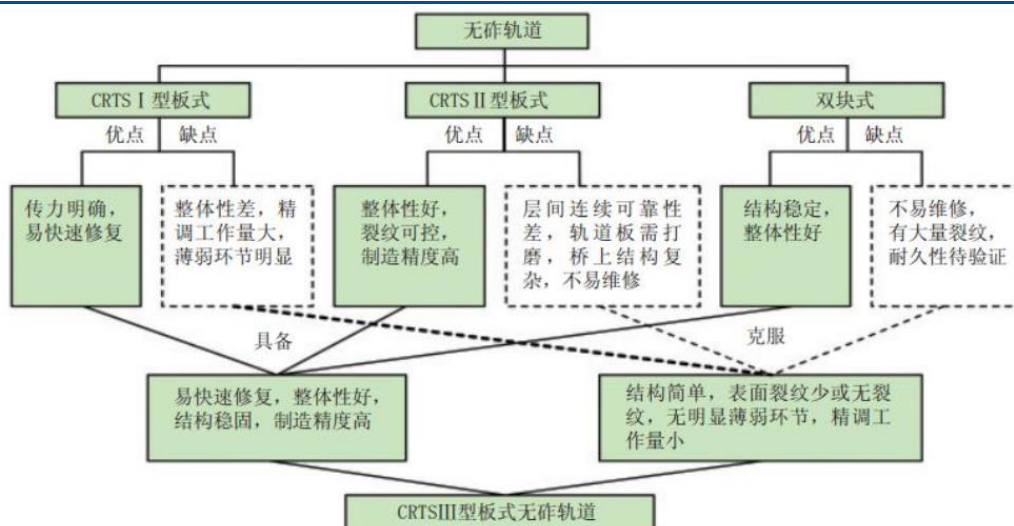 无砟轨道
CRTS Ⅰ 型板式
CRTS Ⅱ 型板式
双块式
优点
缺点
优点
缺点
优点
缺点
传力明确，
易快速修复
整体性差，精
调工作量大，
薄弱环节明显
整体性好，
裂纹可控，
制造精度高
层间连续可靠性
差，轨道板需打
磨，桥上结构复
杂，不易维修
结构稳定，
整体性好
不易维修，
有大量裂纹，
耐久性待验证
具备
克服
易快速修复，整体性好，
结构稳固，制造精度高
结构简单，表面裂纹少或无裂
纹，无明显薄弱环节，精调工
作量小
CRTSIII型板式无砟轨道